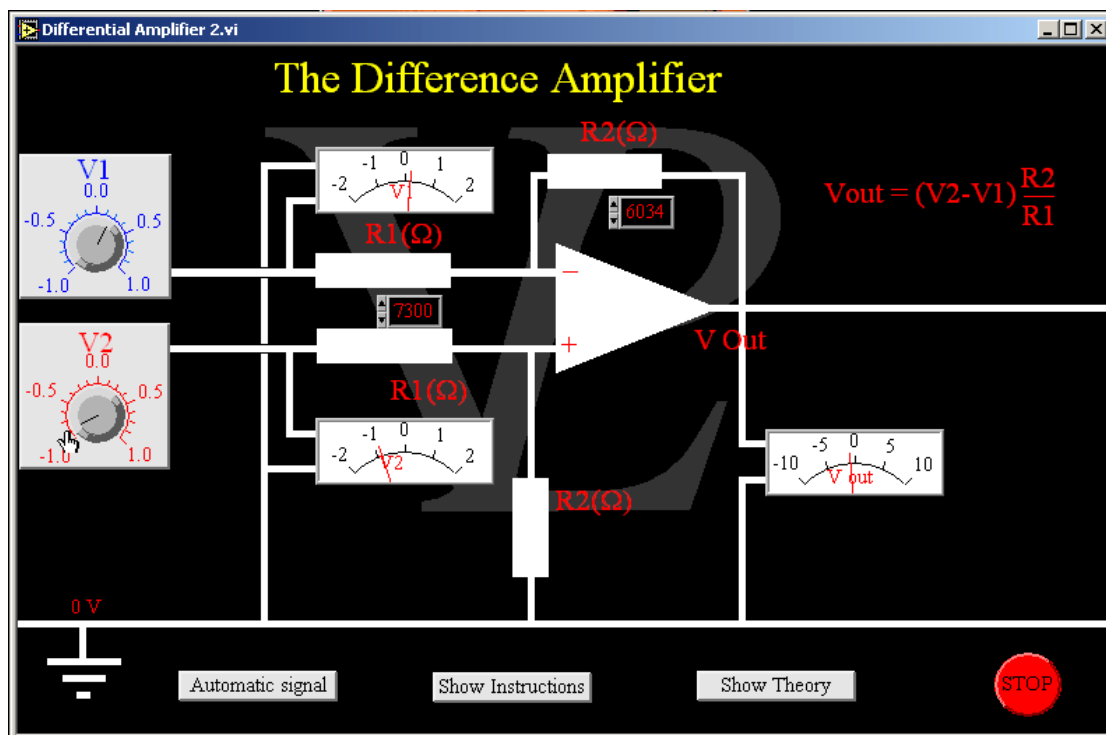 Differential Amplifier 2.vi
The Difference Amplifier
V1
0.0
-0.5 0.5
-1.0 1.0
-2 -1 0 1 2
V1
R1(Ω)
R2(Ω)
6034
Vout = (V2-V1) R2/R1
7300
−
+
V Out
V2
0.0
-0.5 0.5
-1.0 1.0
R1(Ω)
-2 -1 0 1 2
V2
R2(Ω)
-10 -5 0 5 10
V out
0 V
Automatic signal
Show Instructions
Show Theory
STOP
VL